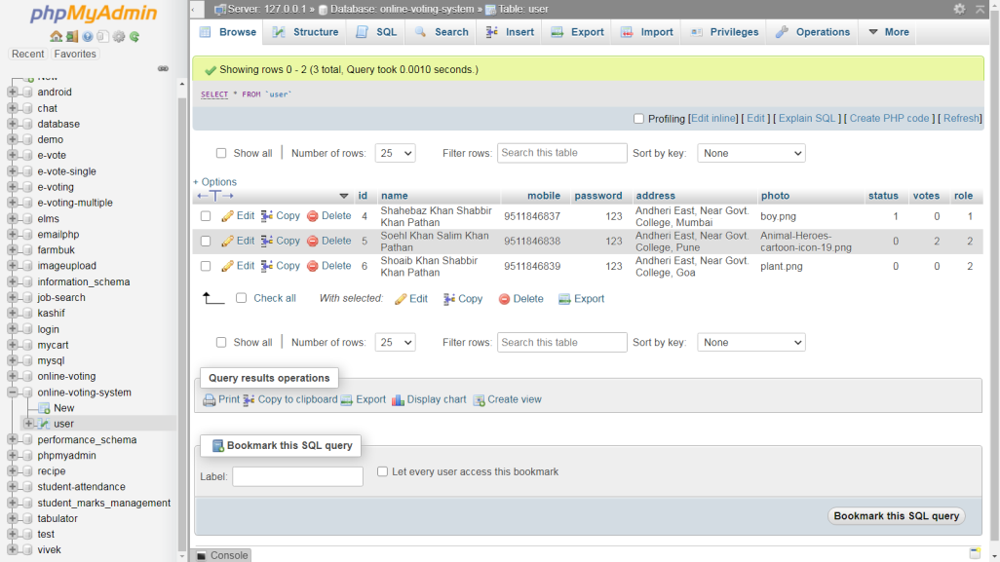 phpMyAdmin
Recent Favorites
New
android
chat
database
demo
e-vote
e-vote-single
e-voting
e-voting-multiple
elms
emailphp
farmbuk
imageupload
information_schema
job-search
kashif
login
mycart
mysql
online-voting
online-voting-system
New
user
performance_schema
phpmyadmin
recipe
student-attendance
student_marks_management
tabulator
test
vivek
Server: 127.0.0.1 » Database: online-voting-system » Table: user
Browse Structure SQL Search Insert Export Import Privileges Operations More
Showing rows 0 - 2 (3 total, Query took 0.0010 seconds.)
SELECT * FROM `user`
Profiling [Edit inline] [ Edit ] [ Explain SQL ] [ Create PHP code ] [ Refresh]
Show all Number of rows: 25 Filter rows: Search this table Sort by key: None
+ Options
←T→ id name mobile password address photo status votes role
Edit Copy Delete 4 Shahebaz Khan Shabbir 9511846837 123 Andheri East, Near Govt. boy.png 1 0 1
Khan Pathan College, Mumbai
Edit Copy Delete 5 Soehl Khan Salim Khan 9511846838 123 Andheri East, Near Govt. Animal-Heroes- 0 2 2
Pathan College, Pune cartoon-icon-19.png
Edit Copy Delete 6 Shoaib Khan Shabbir 9511846839 123 Andheri East, Near Govt. plant.png 0 0 2
Khan Pathan College, Goa
Check all With selected: Edit Copy Delete Export
Show all Number of rows: 25 Filter rows: Search this table Sort by key: None
Query results operations
Print Copy to clipboard Export Display chart Create view
Bookmark this SQL query
Label: Let every user access this bookmark
Bookmark this SQL query
Console